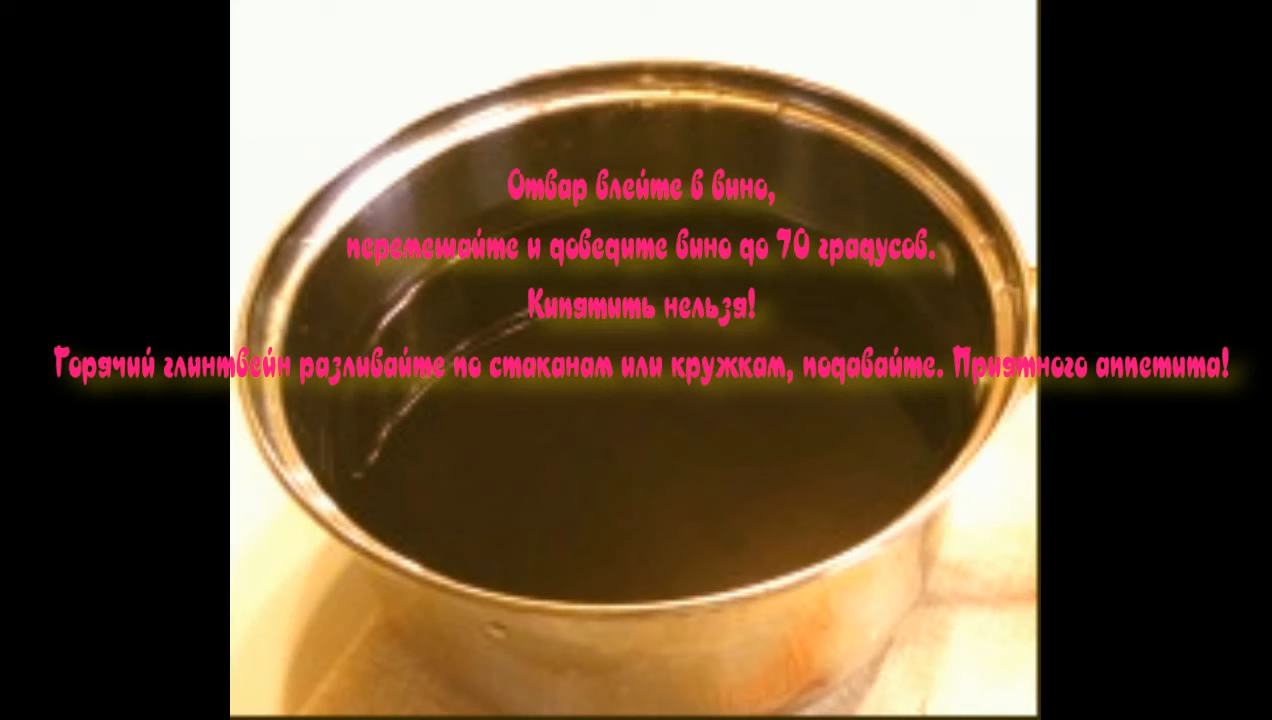 Отвар влейте в вино,
перемешайте и доведите вино до 70 градусов.
Кипятить нельзя!
Горячий глинтвейн разливайте по стаканам или кружкам, подавайте. Приятного аппетита!